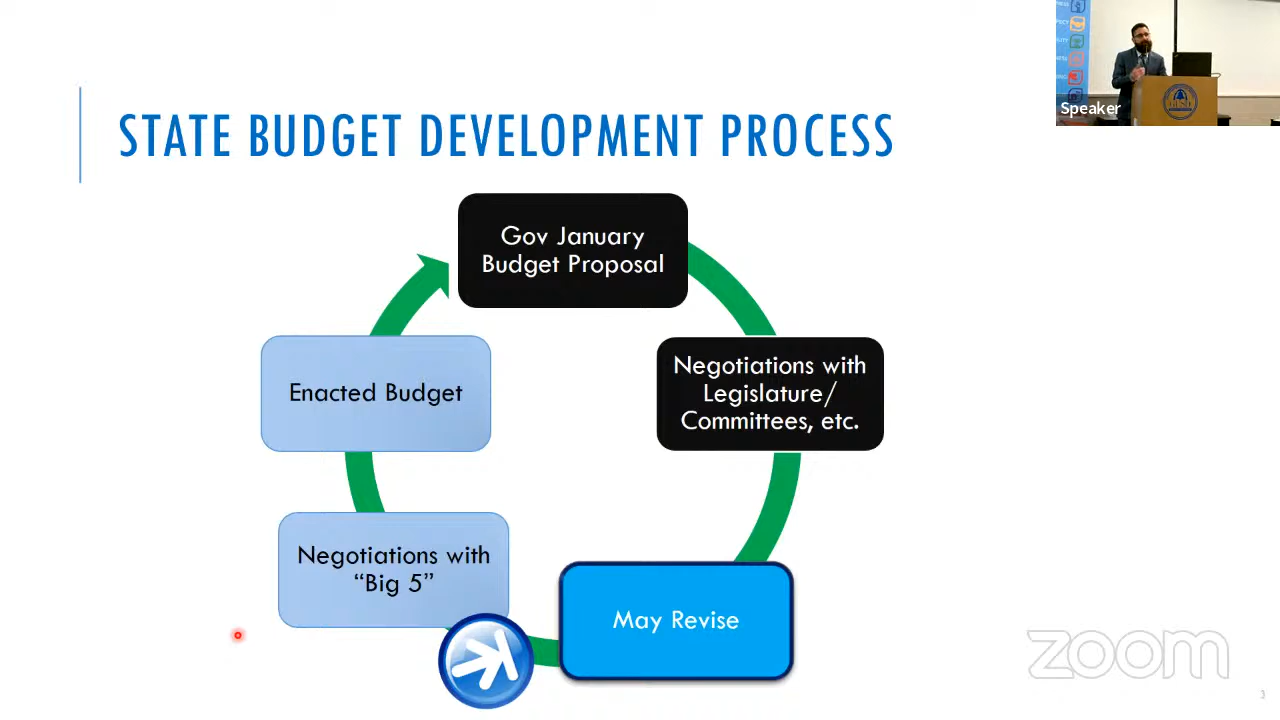 Speaker
STATE BUDGET DEVELOPMENT PROCESS
Gov January
Budget Proposal
Negotiations with
Legislature/
Committees, etc.
May Revise
Negotiations with
“Big 5”
Enacted Budget
zoom
3